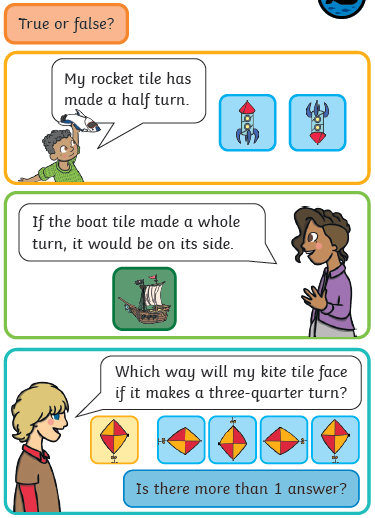 True or false?
My rocket tile has
made a half turn.
If the boat tile made a whole
turn, it would be on its side.
Which way will my kite tile face
if it makes a three-quarter turn?
Is there more than 1 answer?